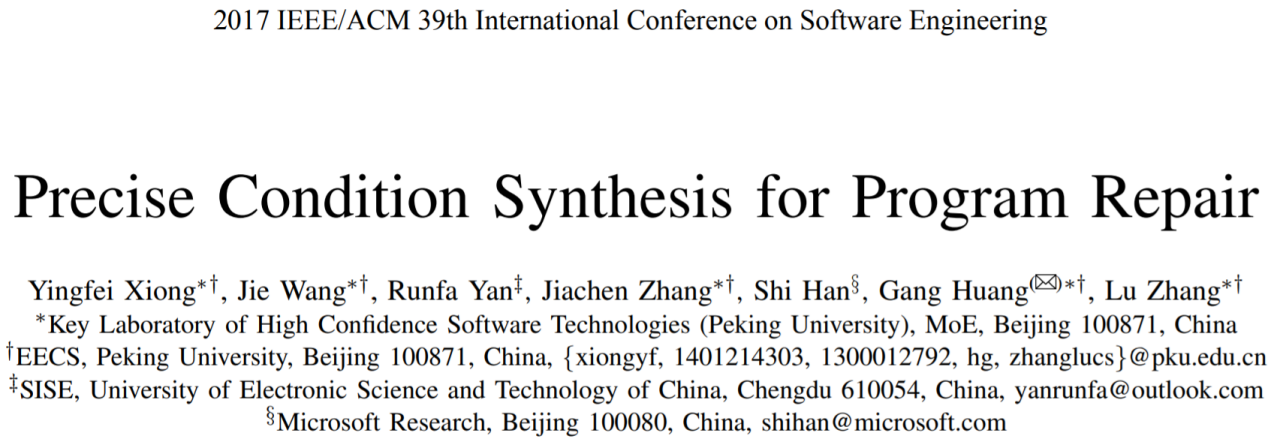 2017 IEEE/ACM 39th International Conference on Software Engineering
Precise Condition Synthesis for Program Repair
Yingfei Xiong*†, Jie Wang*†, Runfa Yan‡, Jiachen Zhang*†, Shi Han§, Gang Huang(✉)*†, Lu Zhang*†
*Key Laboratory of High Confidence Software Technologies (Peking University), MoE, Beijing 100871, China
†EECS, Peking University, Beijing 100871, China, {xiongyf, 1401214303, 1300012792, hg, zhanglucs}@pku.edu.cn
‡SISE, University of Electronic Science and Technology of China, Chengdu 610054, China, yanrunfa@outlook.com
§Microsoft Research, Beijing 100080, China, shihan@microsoft.com